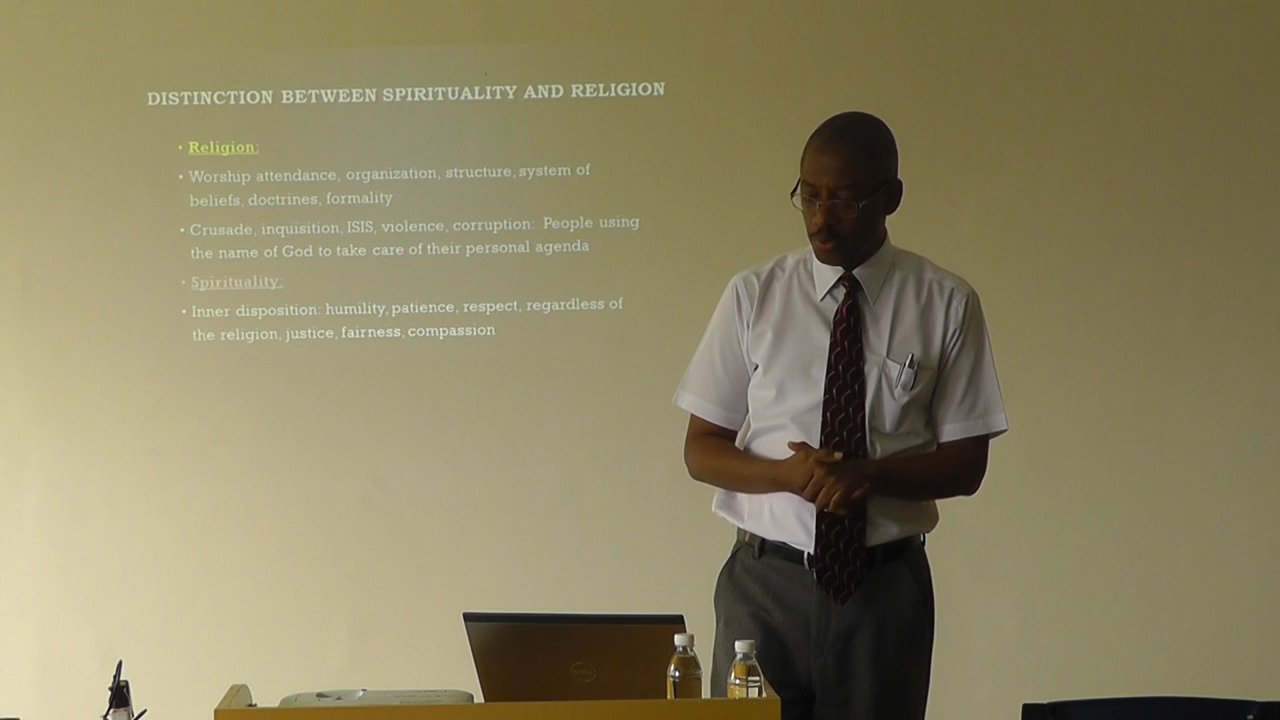 DISTINCTION BETWEEN SPIRITUALITY AND RELIGION
• Religion:
• Worship attendance, organization, structure, system of
beliefs, doctrines, formality
• Crusade, inquisition, ISIS, violence, corruption: People using
the name of God to take care of their personal agenda
• Spirituality:
• Inner disposition: humility, patience, respect, regardless of
the religion, justice, fairness, compassion
DELL